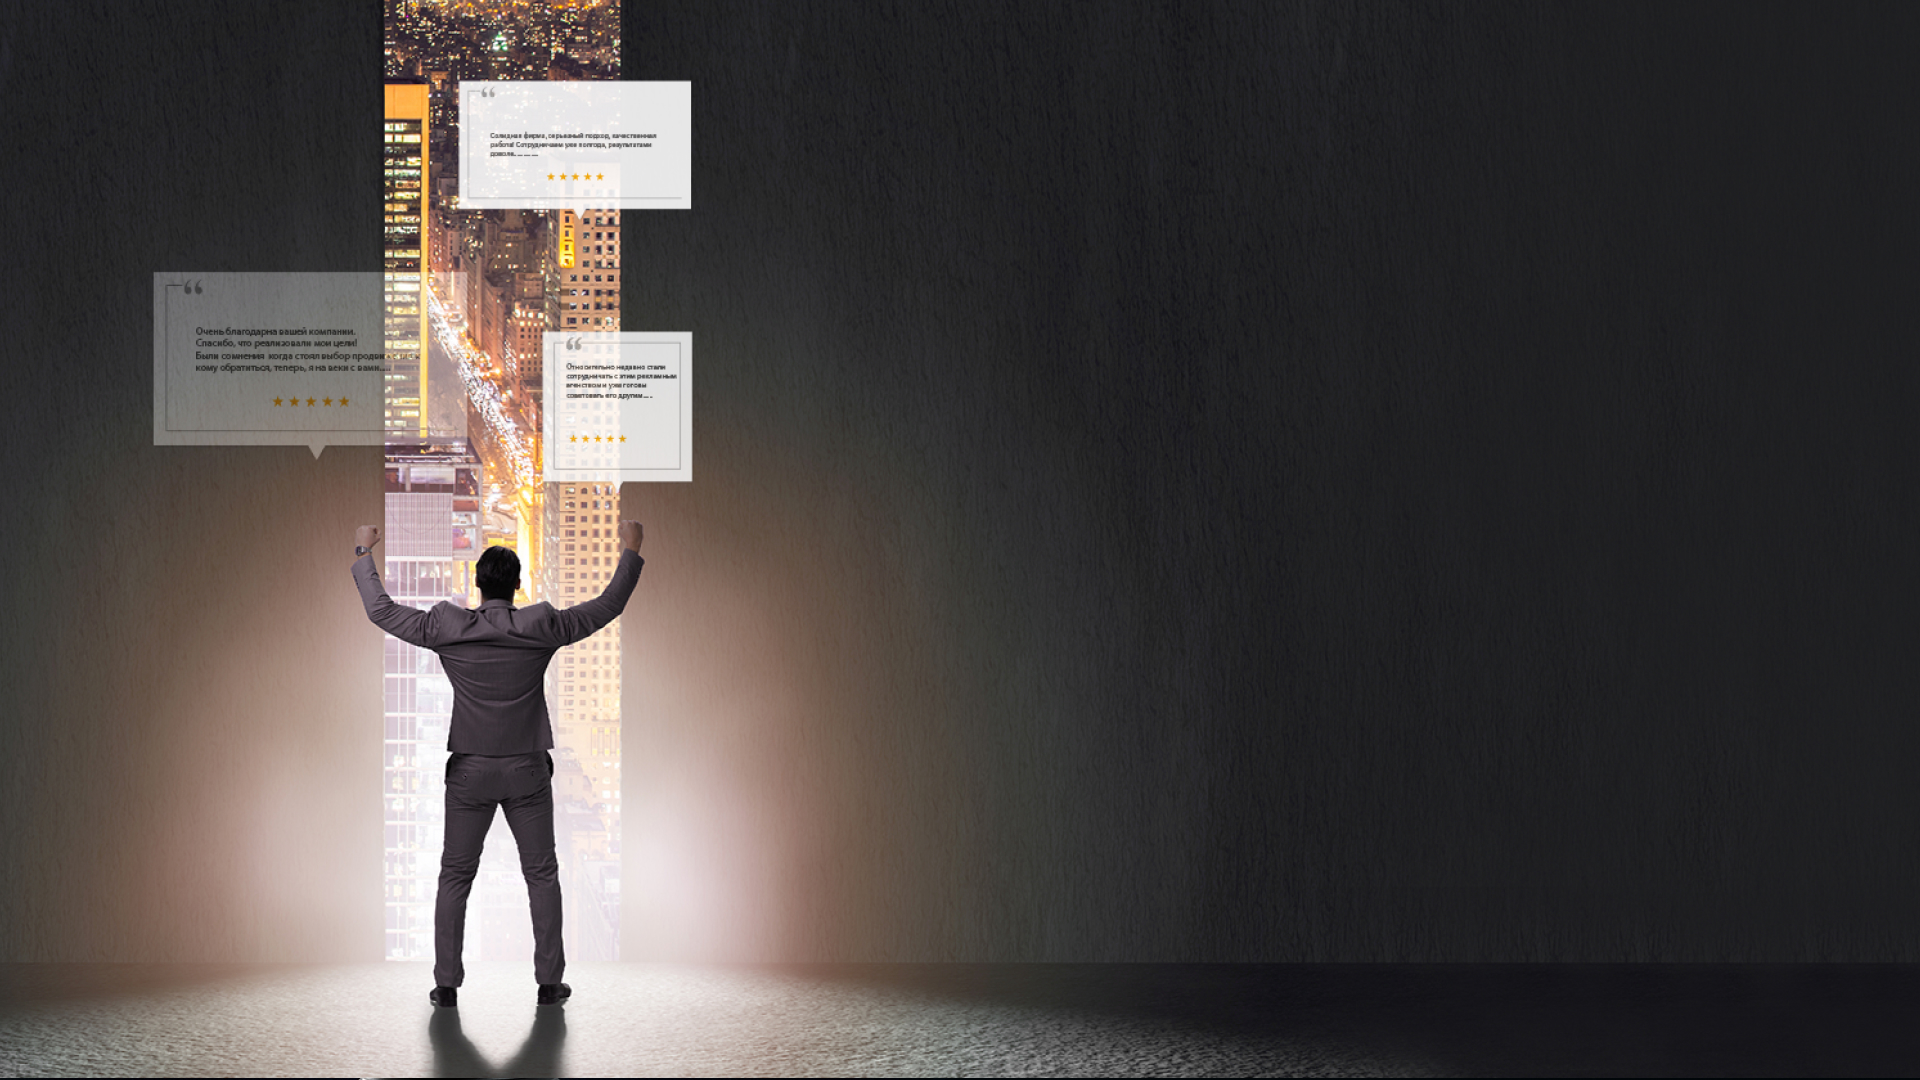 Солидная фирма, серьезный подход, качественная
работа! Сотрудничаем уже полгода, результатами
доволь.........
Очень благодарна вашей компании.
Спасибо, что реализовали мои цели!
Были сомнения когда стоял выбор
кому обратиться, теперь, я на веки с вами....
Относительно недавно стали
сотрудничать с этим рекламным
агенством и уже готовы
советовать его другим....